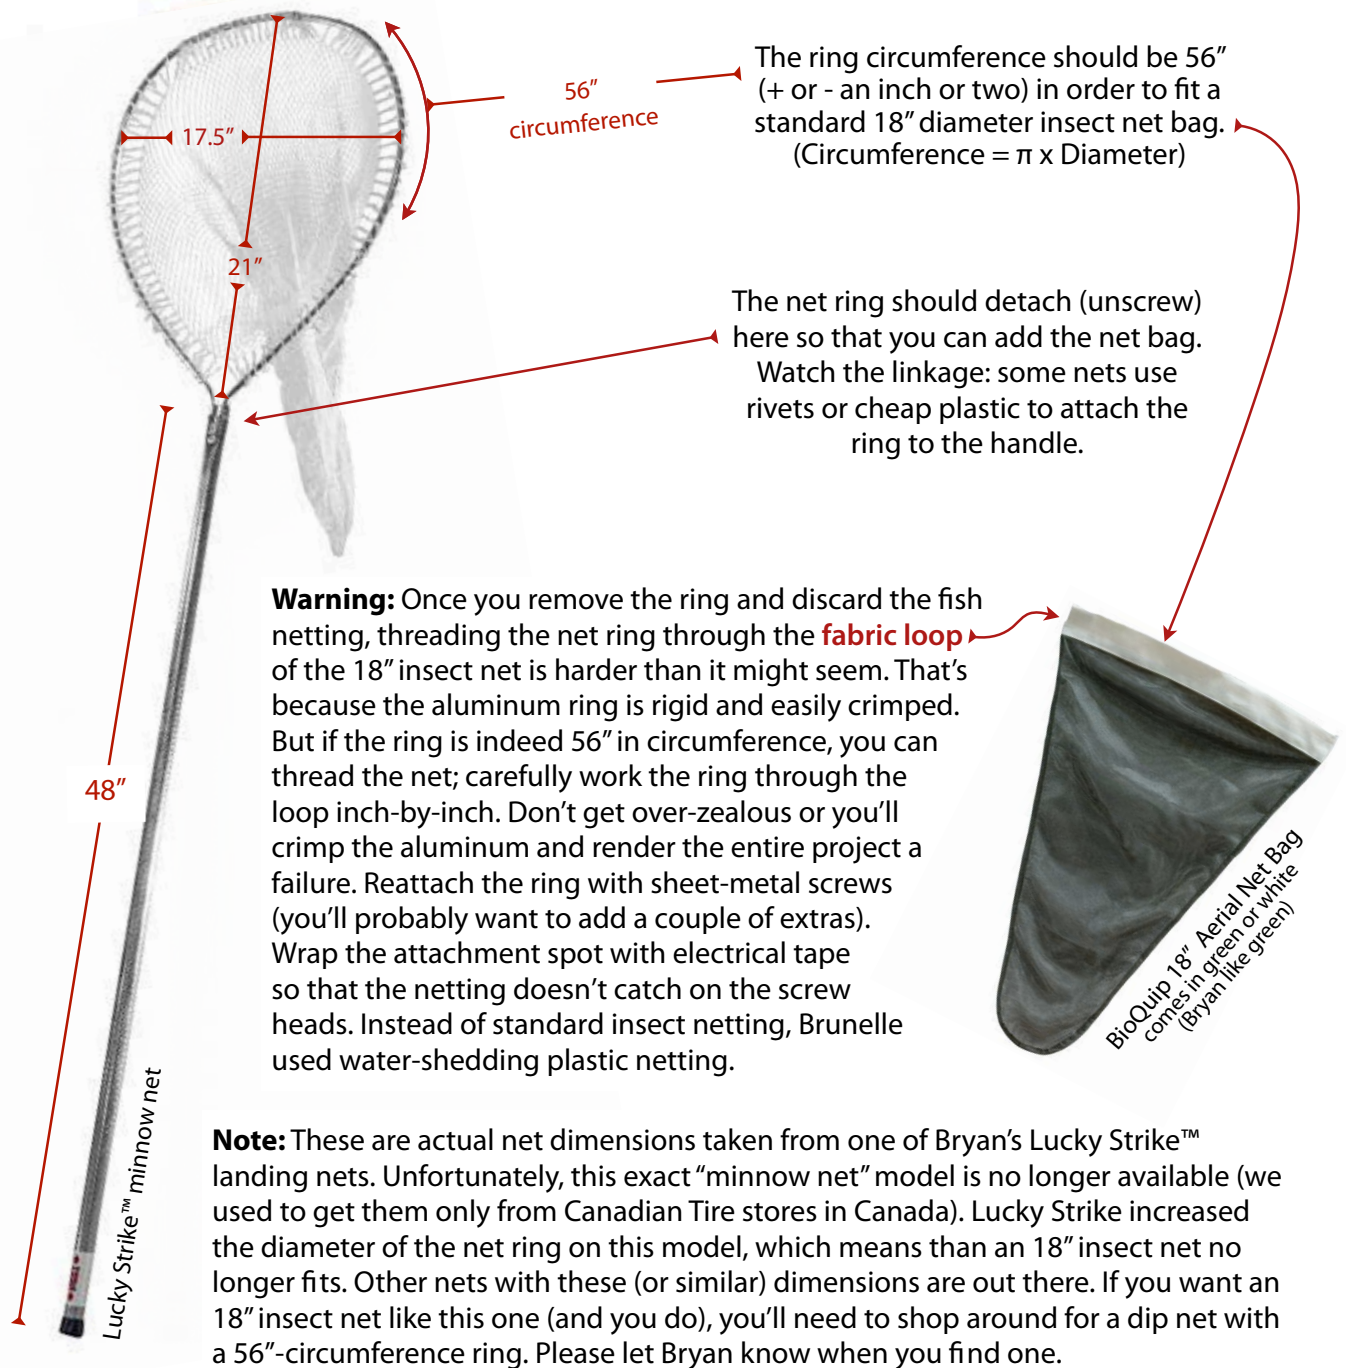 The ring circumference should be 56”
(+ or - an inch or two) in order to fit a
standard 18” diameter insect net bag.
(Circumference = π x Diameter)
56”
circumference
17.5”
21”
The net ring should detach (unscrew)
here so that you can add the net bag.
Watch the linkage: some nets use
rivets or cheap plastic to attach the
ring to the handle.
48”
Lucky Strike™ minnow net
Warning: Once you remove the ring and discard the fish
netting, threading the net ring through the fabric loop
of the 18” insect net is harder than it might seem. That’s
because the aluminum ring is rigid and easily crimped.
But if the ring is indeed 56” in circumference, you can
thread the net; carefully work the ring through the
loop inch-by-inch. Don’t get over-zealous or you’ll
crimp the aluminum and render the entire project a
failure. Reattach the ring with sheet-metal screws
(you’ll probably want to add a couple of extras).
Wrap the attachment spot with electrical tape
so that the netting doesn’t catch on the screw
heads. Instead of standard insect netting, Brunelle
used water-shedding plastic netting.
BioQuip 18” Aerial Net Bag
comes in green or white
(Bryan like green)
Note: These are actual net dimensions taken from one of Bryan’s Lucky Strike™
landing nets. Unfortunately, this exact “minnow net” model is no longer available (we
used to get them only from Canadian Tire stores in Canada). Lucky Strike increased
the diameter of the net ring on this model, which means than an 18” insect net no
longer fits. Other nets with these (or similar) dimensions are out there. If you want an
18” insect net like this one (and you do), you’ll need to shop around for a dip net with
a 56”-circumference ring. Please let Bryan know when you find one.